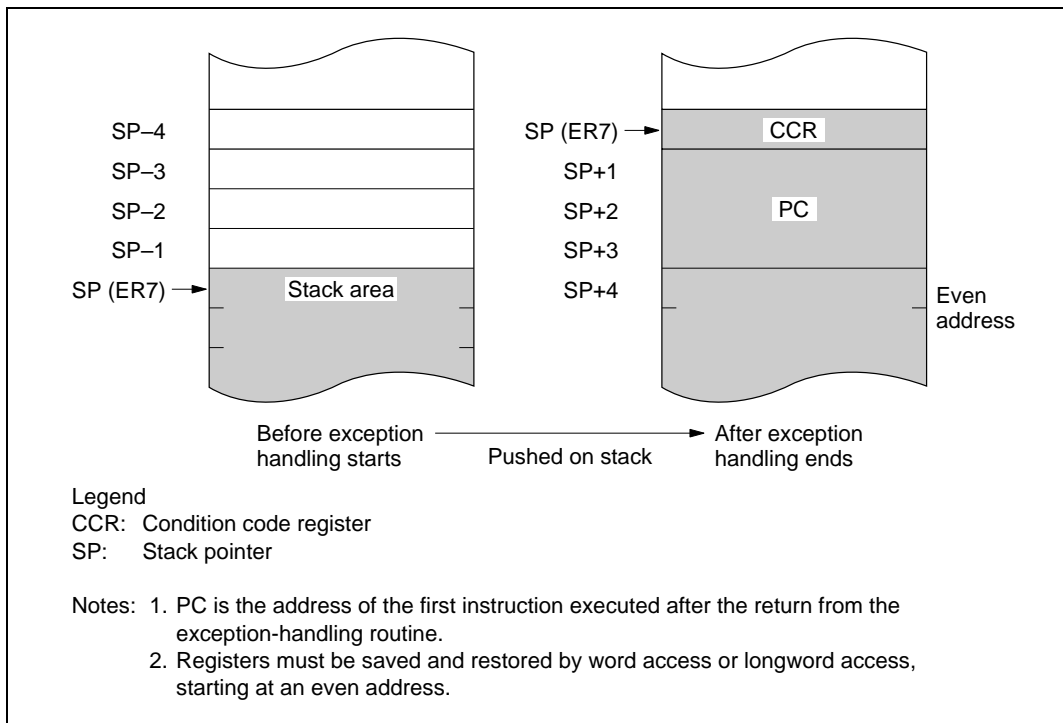 SP–4
SP–3
SP–2
SP–1
SP (ER7)
Stack area
SP (ER7)
SP+1
SP+2
SP+3
SP+4
CCR
PC
Even
address
Before exception
handling starts
Pushed on stack
After exception
handling ends
Legend
CCR: Condition code register
SP: Stack pointer
Notes: 1. PC is the address of the first instruction executed after the return from the
exception-handling routine.
2. Registers must be saved and restored by word access or longword access,
starting at an even address.